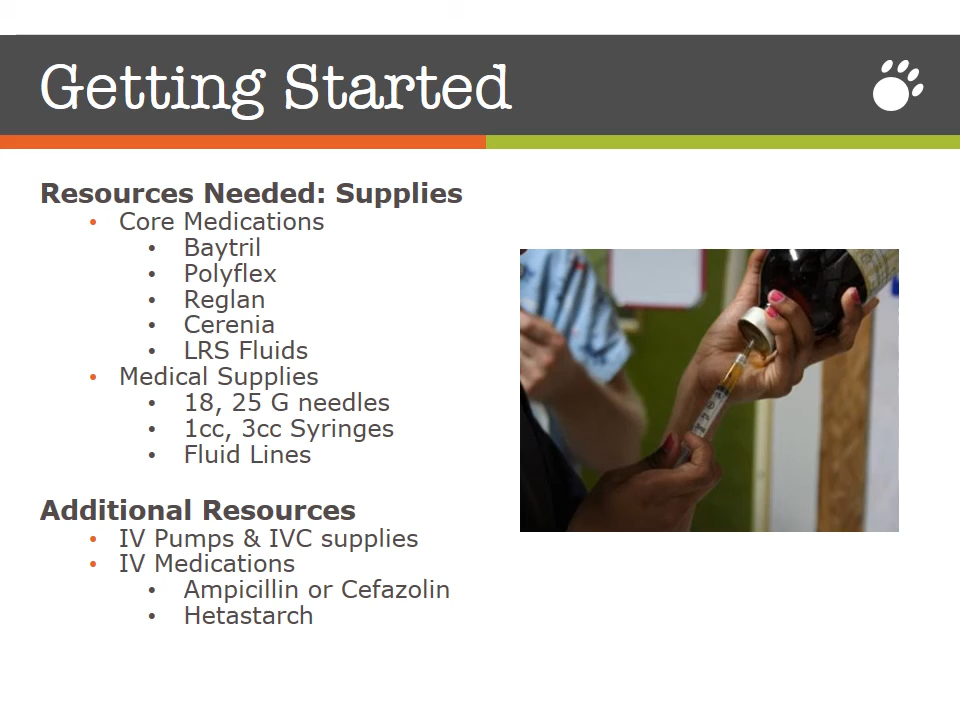 Getting Started
Resources Needed: Supplies
• Core Medications
• Baytril
• Polyflex
• Reglan
• Cerenia
• LRS Fluids
• Medical Supplies
• 18, 25 G needles
• 1cc, 3cc Syringes
• Fluid Lines
Additional Resources
• IV Pumps & IVC supplies
• IV Medications
• Ampicillin or Cefazolin
• Hetastarch